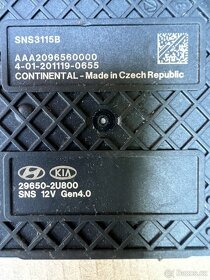 SNS3115B
AAA2096560000
4-01-201119-0655
CONTINENTAL - Made in Czech Republic
KIA
29650-2U800
SNS 12V Gen4.0